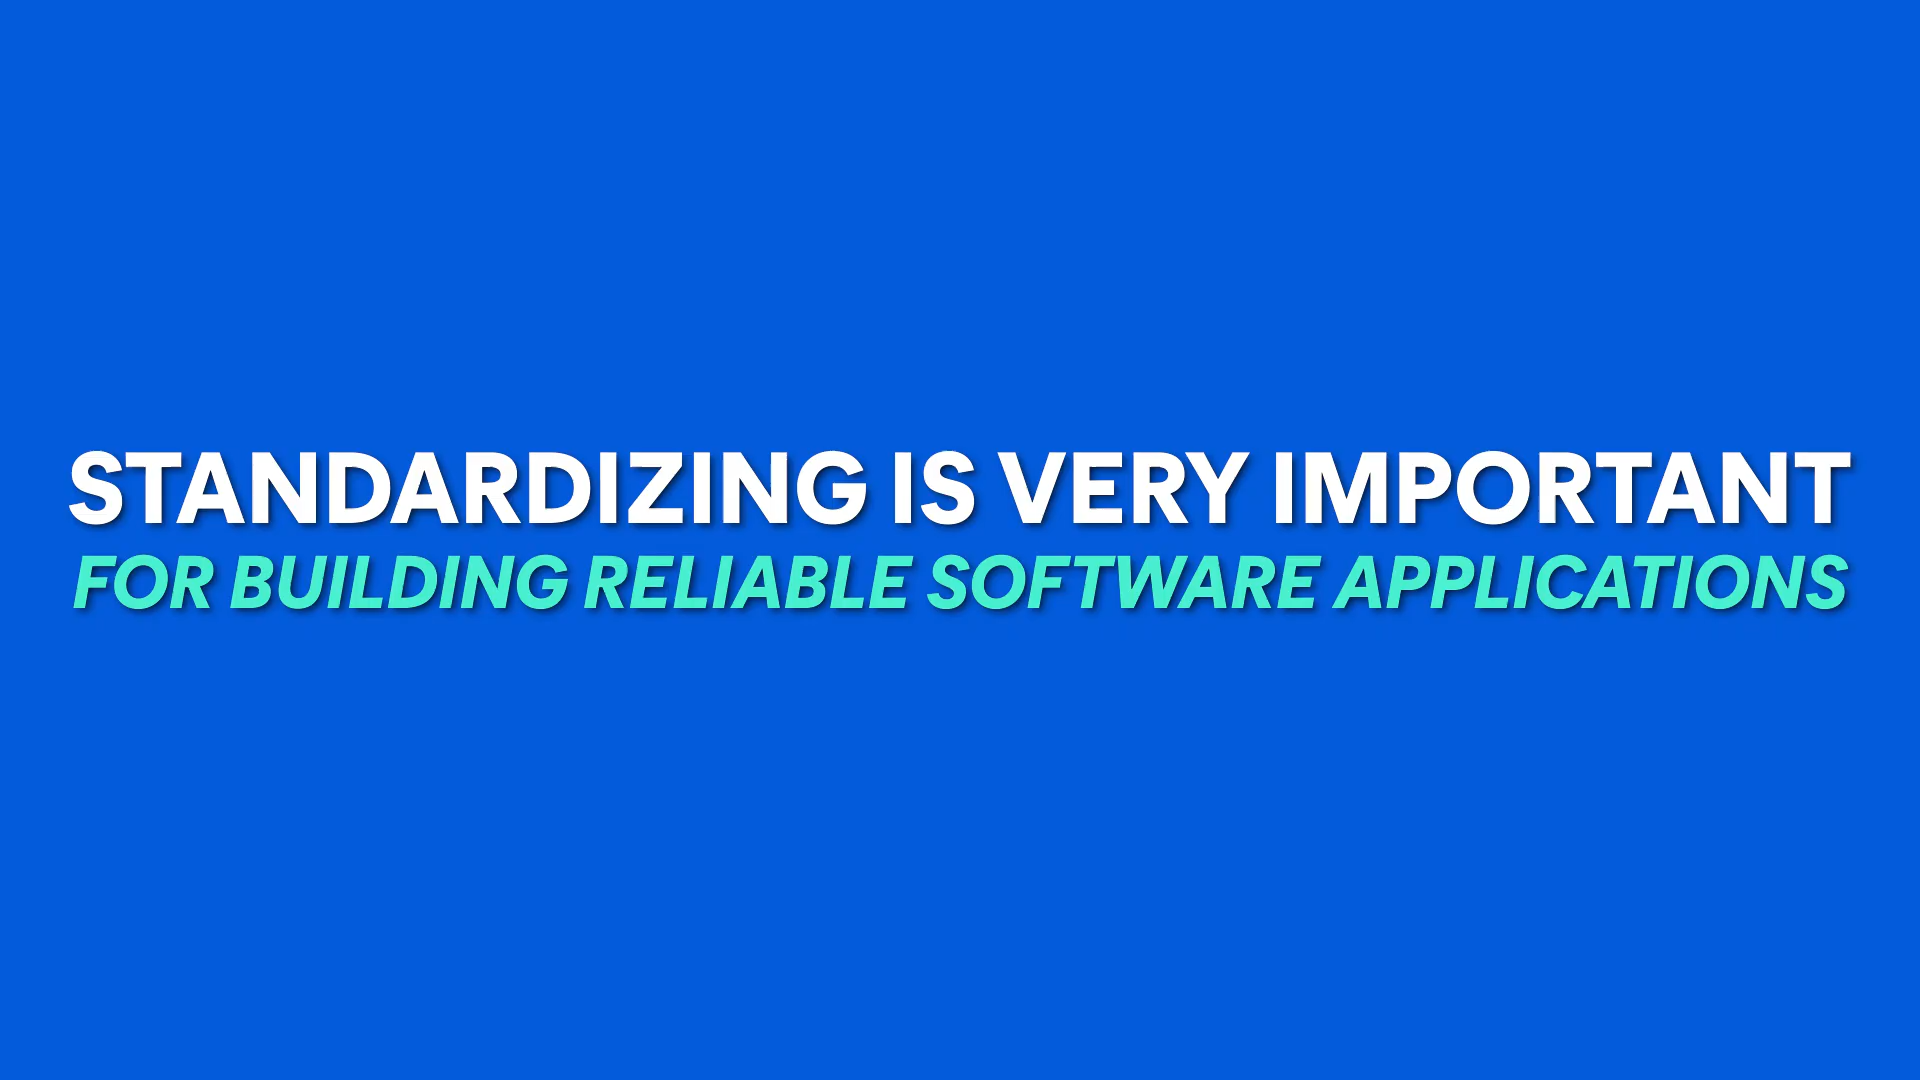 STANDARDIZING IS VERY IMPORTANT
FOR BUILDING RELIABLE SOFTWARE APPLICATIONS